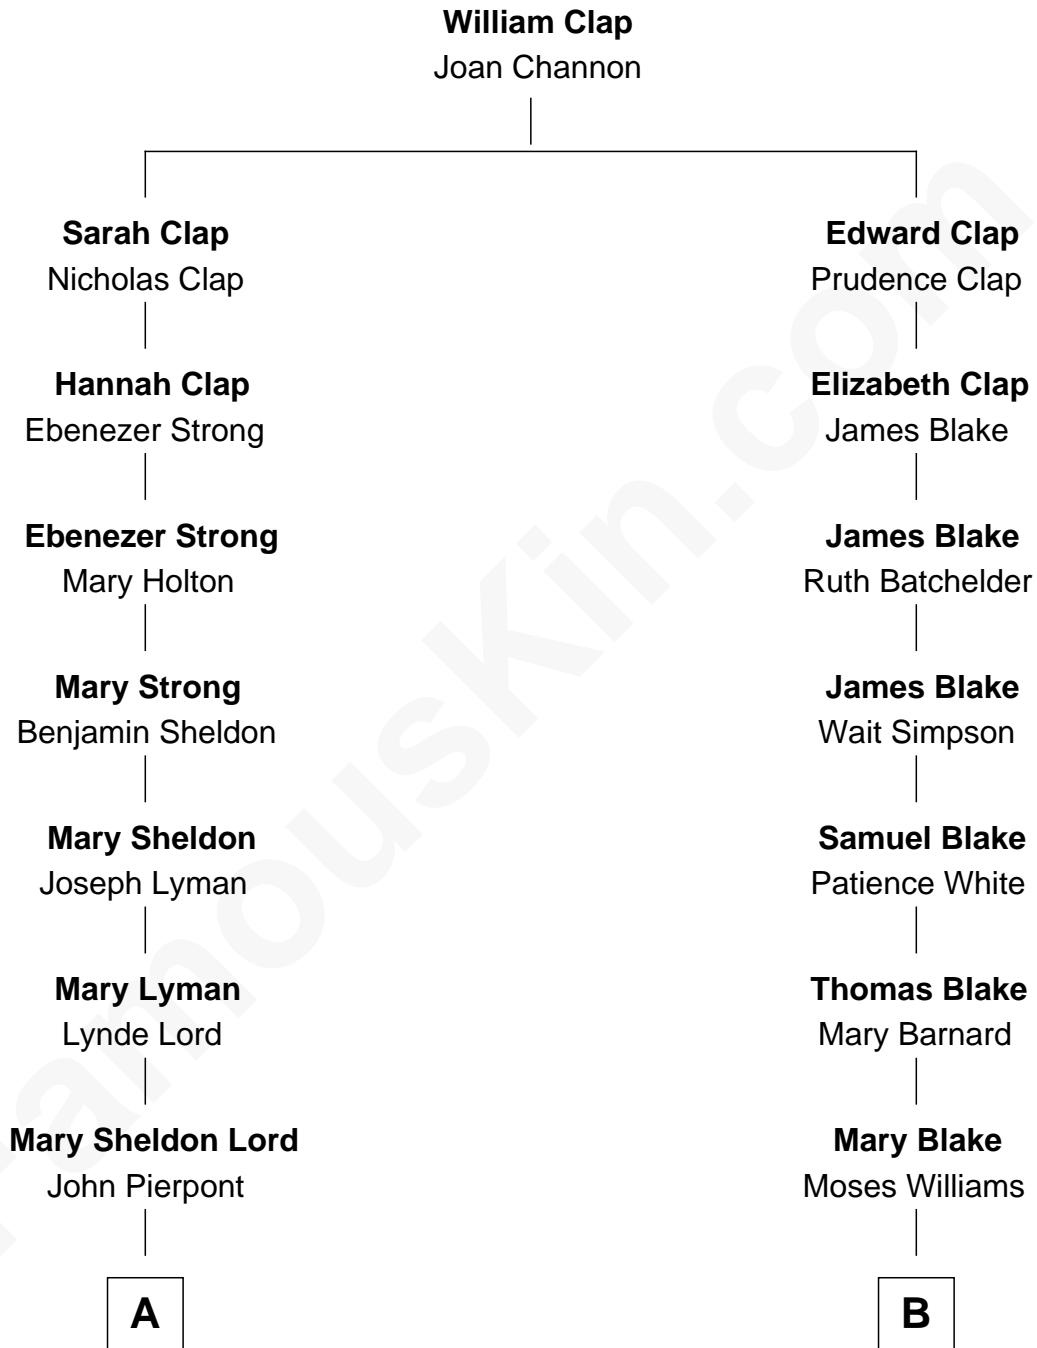 William Clap
Joan Channon
Sarah Clap
Nicholas Clap
Hannah Clap
Ebenezer Strong
Ebenezer Strong
Mary Holton
Mary Strong
Benjamin Sheldon
Mary Sheldon
Joseph Lyman
Mary Lyman
Lynde Lord
Mary Sheldon Lord
John Pierpont
A
Edward Clap
Prudence Clap
Elizabeth Clap
James Blake
James Blake
Ruth Batchelder
James Blake
Wait Simpson
Samuel Blake
Patience White
Thomas Blake
Mary Barnard
Mary Blake
Moses Williams
B
FamousKin.com